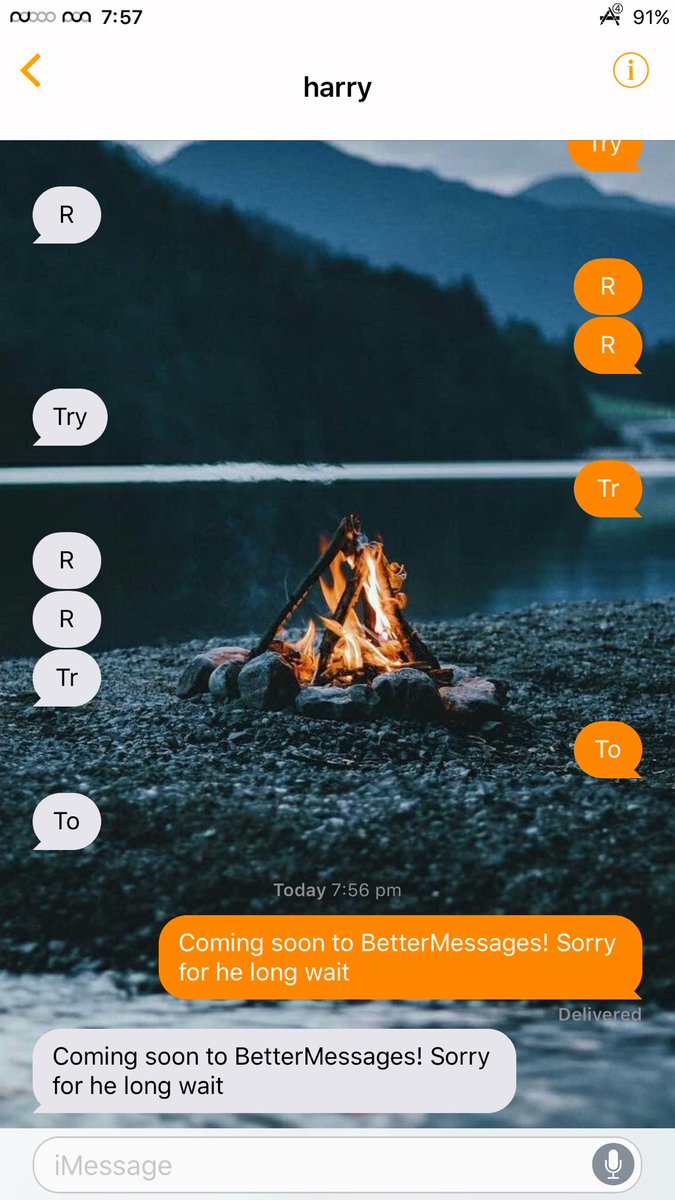 7:57
4
91%
harry
i
Try
R
R
R
Try
Tr
R
R
Tr
To
To
Today 7:56 pm
Coming soon to BetterMessages! Sorry
for he long wait
Delivered
Coming soon to BetterMessages! Sorry
for he long wait
iMessage